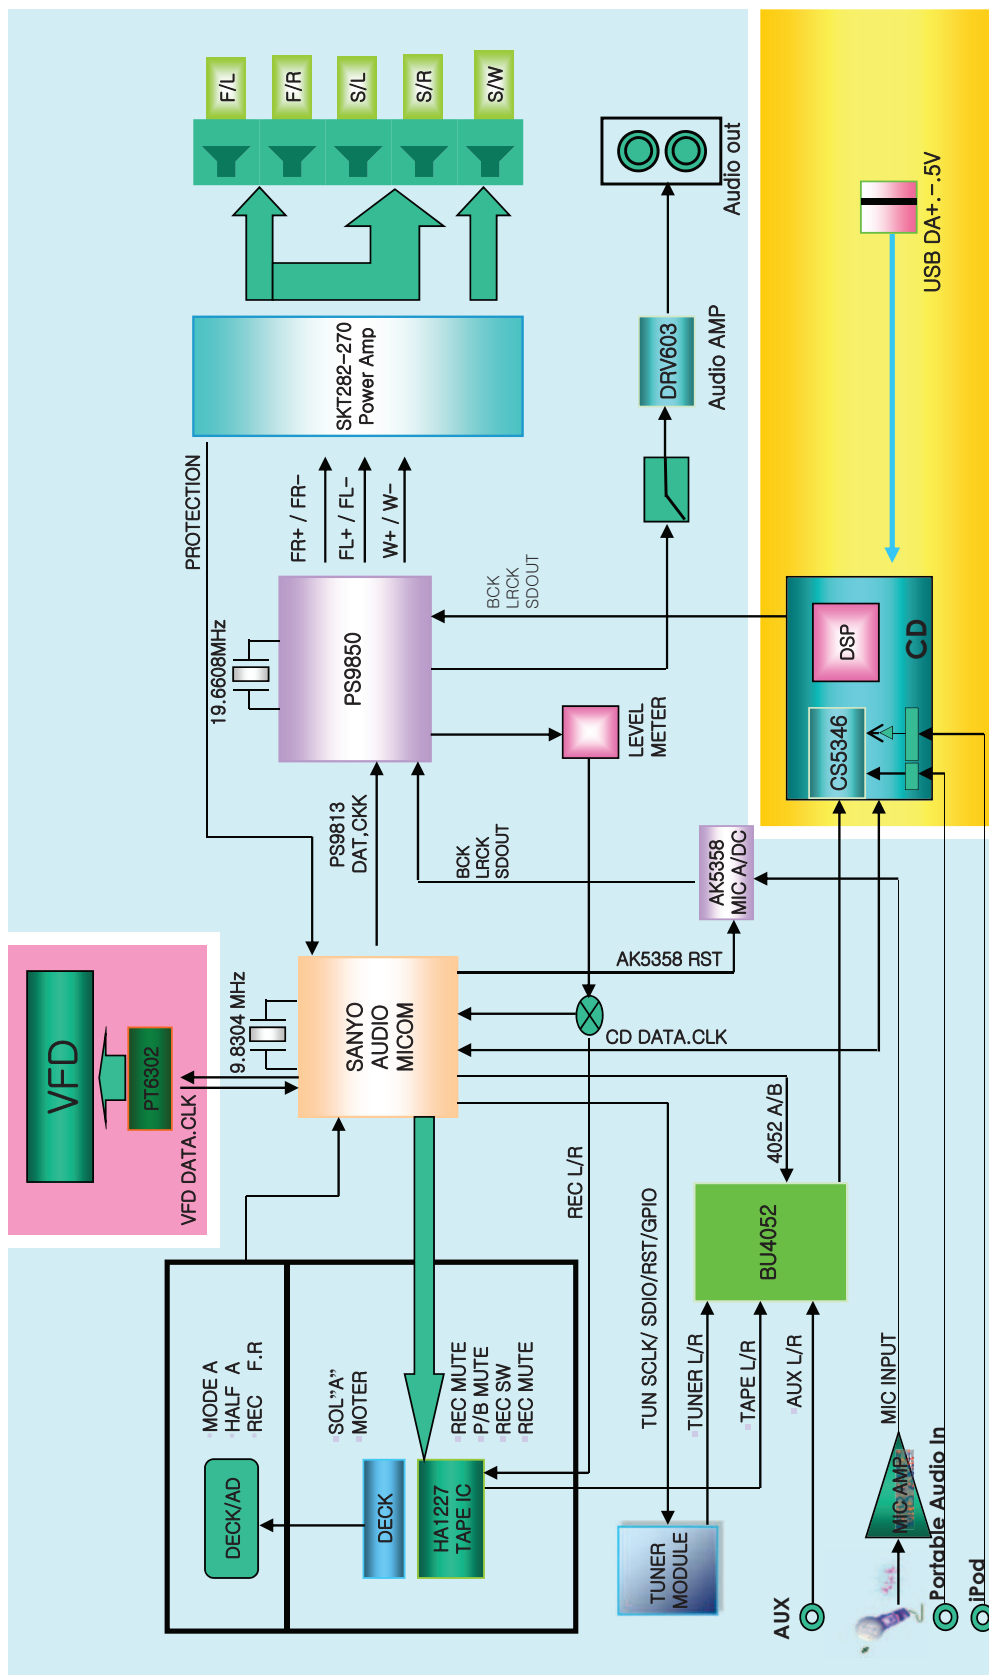 VFD
PT6302
VFD DATA.CLK
F/L
F/R
S/L
S/R
S/W
SKT282-270
Power Amp
PROTECTION
FR+ / FR-
FL+ / FL-
W+ / W-
19.6608MHz
PS9850
PS9813
DAT,CKK
BCK
LRCK
SDOUT
BCK
LRCK
SDOUT
LEVEL
METER
Audio out
DRV603
Audio AMP
USB DA+.-.5V
DSP
CD
CS5346
AK5358
MIC A/DC
AK5358 RST
9.8304 MHz
SANYO
AUDIO
MICOM
CD DATA.CLK
4052 A/B
REC L/R
TUN SCLK/ SDIO/RST/GPIO
BU4052
TUNER L/R
TAPE L/R
AUX L/R
MODE A
HALF A
REC F.R
SOL"A"
MOTER
REC MUTE
P/B MUTE
REC SW
REC MUTE
DECK/AD
DECK
HA1227
TAPE IC
TUNER
MODULE
MIC INPUT
MIC AMP
AUX
Portable Audio In
iPod